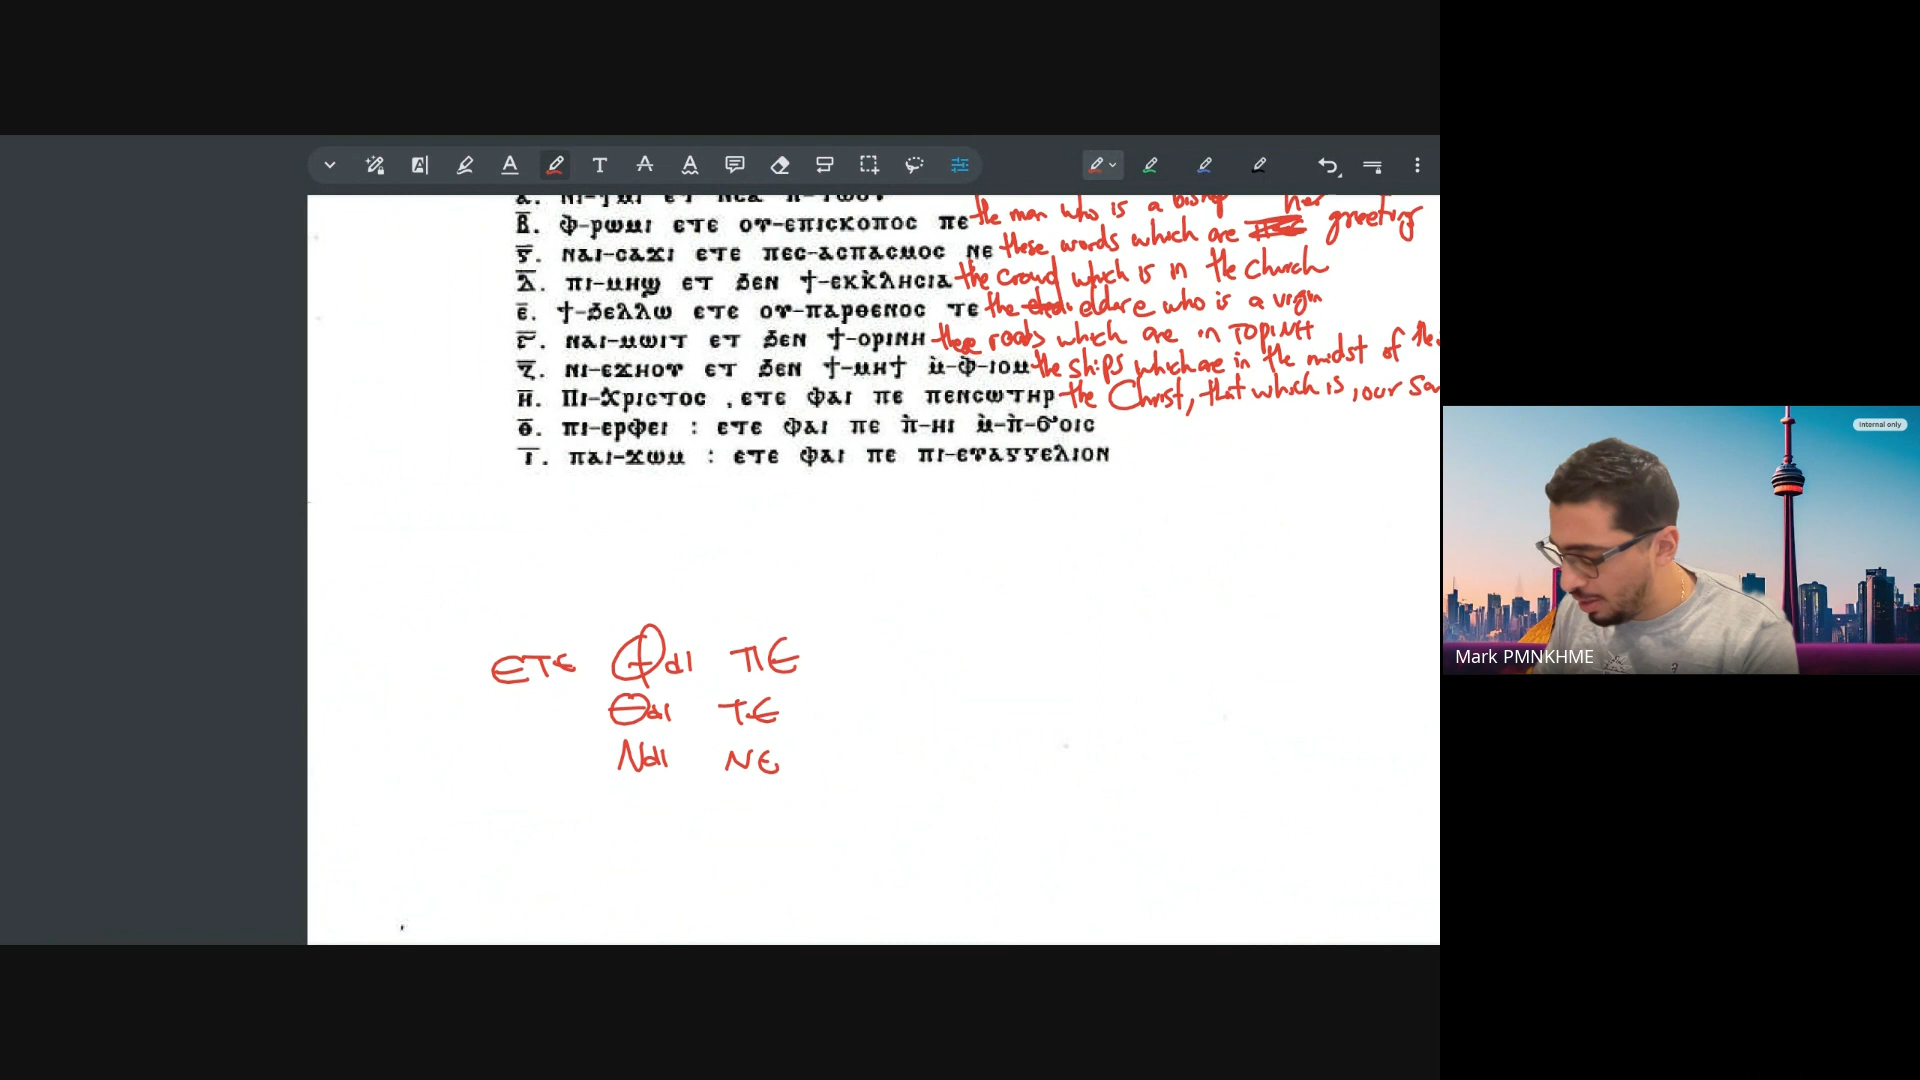 Ⲃ. ⲫ-ⲣⲱⲙⲓ ⲉⲧⲉ ⲟⲩ-ⲉⲡⲓⲥⲕⲟⲡⲟⲥ ⲡⲉ the man who is a
ⲛⲁⲓ-ⲥⲁϫⲓ ⲉⲧⲉ ⲡⲉⲥ-ⲁⲥⲡⲁⲥⲙⲟⲥ ⲛⲉ these words which are her greeting
Ⲇ. ⲡⲓ-ⲙⲏϣ ⲉⲧ ϧⲉⲛ ϯ-ⲉⲕⲕ̀ⲗⲏⲥⲓⲁ the crowd which is in the church
ⲉ̅. ϯ-ϧⲉⲗⲗⲱ ⲉⲧⲉ ⲟⲩ-ⲡⲁⲣⲑⲉⲛⲟⲥ ⲧⲉ the who is a virgin
ⲛⲁⲓ-ⲙⲱⲓⲧ ⲉⲧ ϧⲉⲛ ϯ-ⲟⲣⲓⲛⲏ these roads which are in
ⲍ̅. ⲛⲓ-ⲉϫⲏⲟⲩ ⲉⲧ ϧⲉⲛ ϯ-ⲙⲏϯ ⲙ̀-ⲫ-ⲓⲟⲙ the ships which are in the midst of the
ⲏ̅. Ⲡⲓ-Ⲭⲣⲓⲥⲧⲟⲥ , ⲉⲧⲉ ⲫⲁⲓ ⲡⲉ ⲡⲉⲛⲥⲱⲧⲏⲣ the Christ, that which is, our
ⲑ̅. ⲡⲓ-ⲉⲣⲫⲉⲓ : ⲉⲧⲉ ⲫⲁⲓ ⲡⲉ ⲡ̀-ⲏⲓ ⲙ̀-ⲡ̀-ϭⲟⲓⲥ
ⲓ̅. ⲡⲁⲓ-ϫⲱⲙ : ⲉⲧⲉ ⲫⲁⲓ ⲡⲉ ⲡⲓ-ⲉⲩⲁⲅⲅⲉⲗⲓⲟⲛ
ⲉⲧⲉ ⲫⲁⲓ ⲡⲉ
ⲑⲁⲓ ⲧⲉ
ⲛⲁⲓ ⲛⲉ
Internal only
Mark PMNKHME